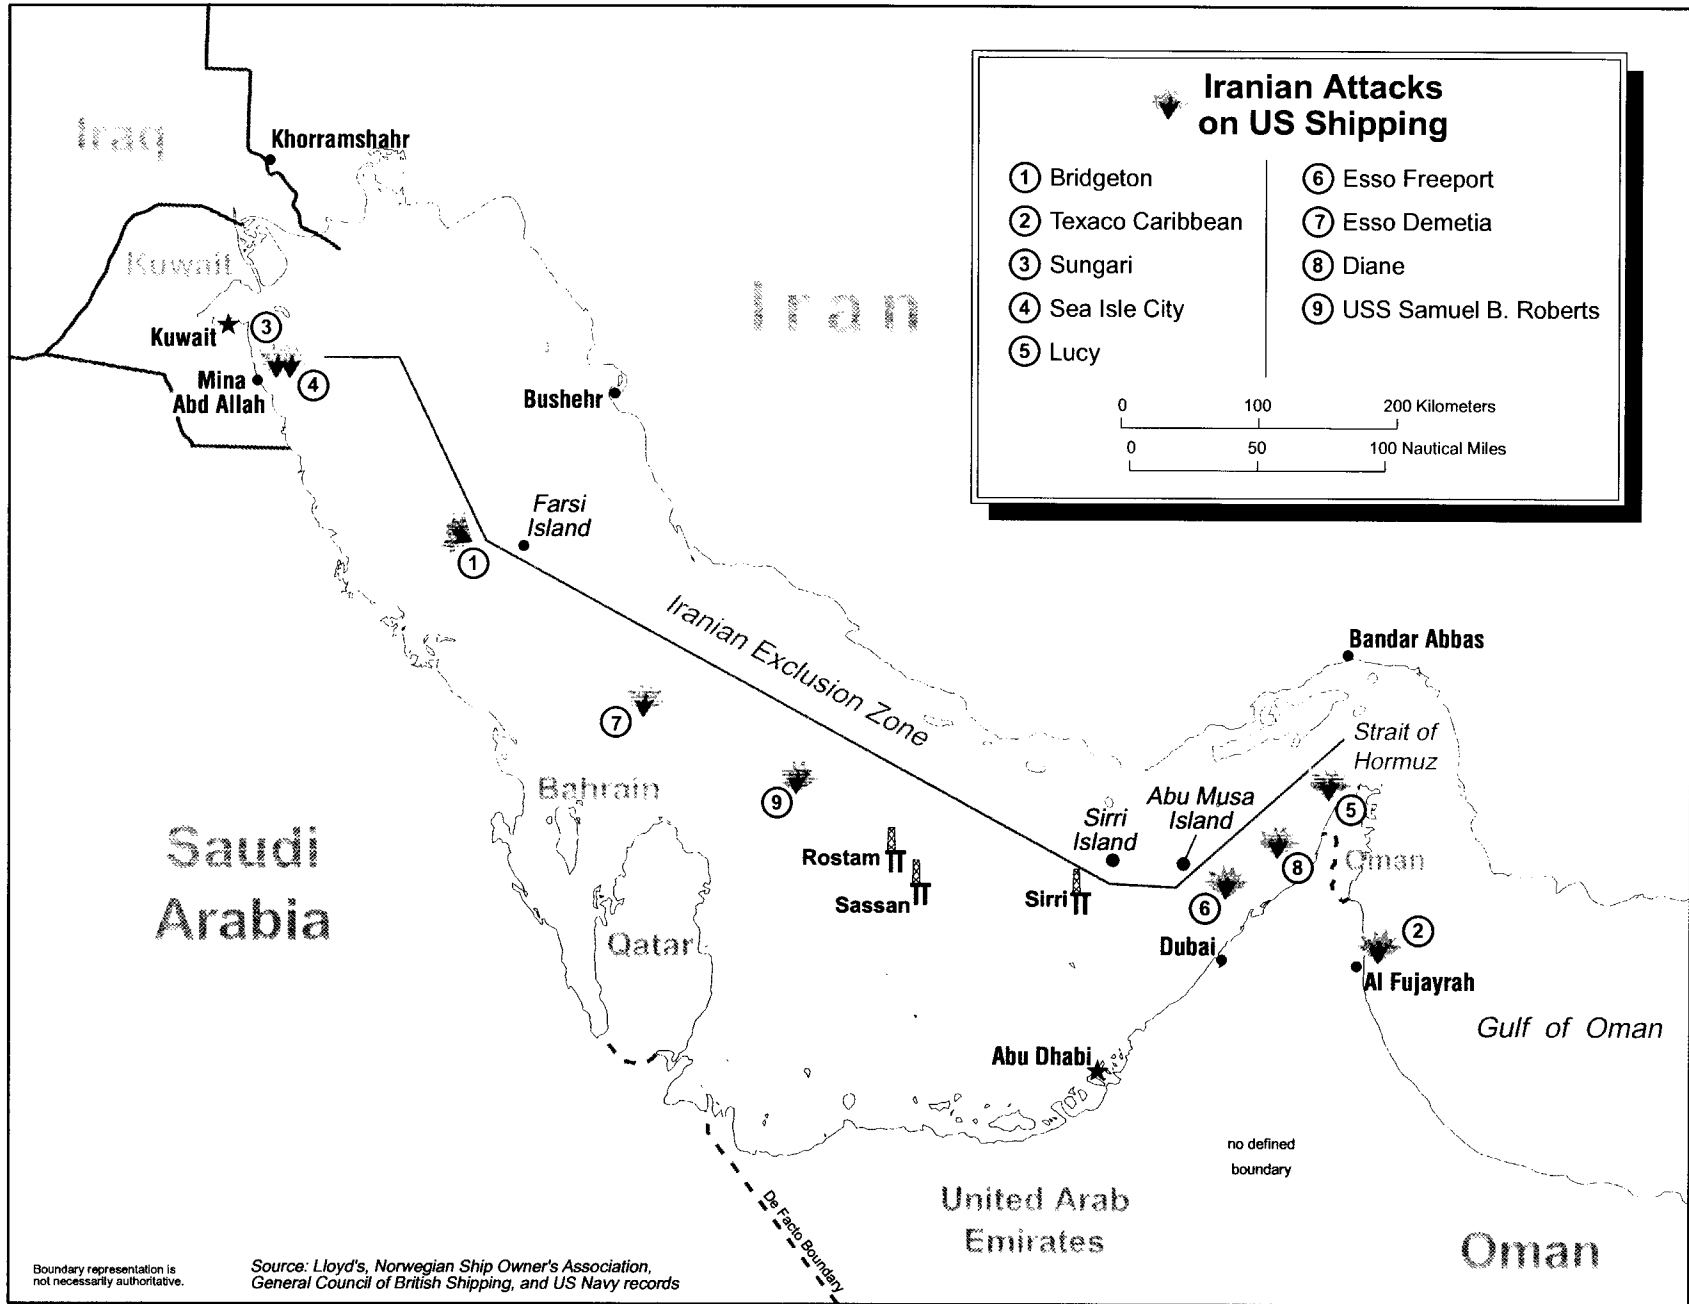 Iranian Attacks
on US Shipping
1 Bridgeton
2 Texaco Caribbean
3 Sungari
4 Sea Isle City
5 Lucy
6 Esso Freeport
7 Esso Demetia
8 Diane
9 USS Samuel B. Roberts
0 100 200 Kilometers
0 50 100 Nautical Miles
Iraq
Khorramshahr
Kuwait
Iran
Kuwait
3
Mina
Abd Allah
4
Bushehr
Farsi
Island
1
Iranian Exclusion Zone
Bandar Abbas
Strait of
Hormuz
7
Bahrain
9
Abu Musa
Island
Sirri
Island
5
Saudi
Arabia
Rostam
Sassan
Sirri
8
Oman
6
Qatar
Dubai
2
Al Fujayrah
Gulf of Oman
Abu Dhabi
no defined
boundary
De Facto Boundary
United Arab
Emirates
Oman
Boundary representation is
not necessarily authoritative.
Source: Lloyd's, Norwegian Ship Owner's Association,
General Council of British Shipping, and US Navy records